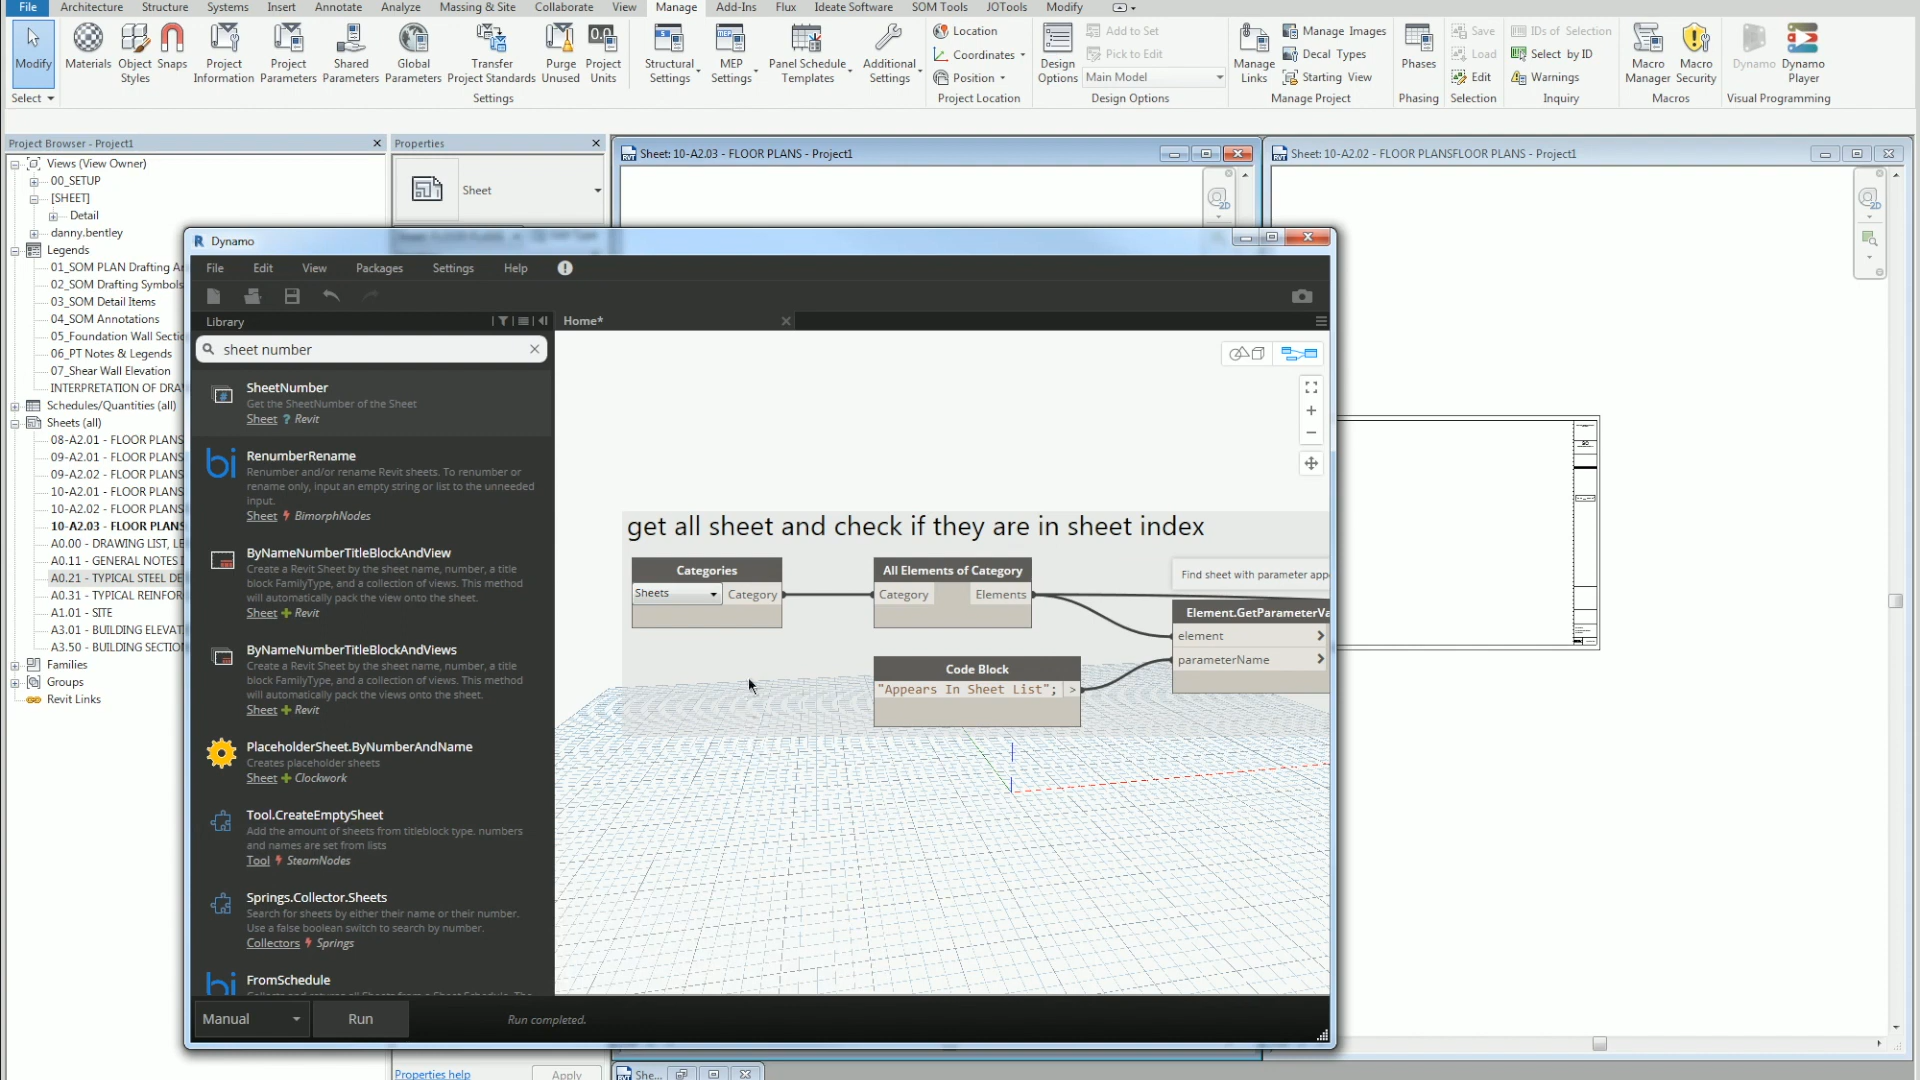 File Architecture Structure Systems Insert Annotate Analyze Massing & Site Collaborate View Manage Add-Ins Flux Ideate Software SOM Tools JOTools Modify
Modify Materials Object Styles Snaps Project Information Project Parameters Shared Parameters Global Parameters Transfer Project Standards Purge Unused Project Units Structural Settings MEP Settings Panel Schedule Templates Additional Settings
Location
Coordinates
Position
Design Options
Add to Set
Pick to Edit
Main Model
Manage Links
Manage Images
Decal Types
Starting View
Phases
Save
Load
Edit
IDs of Selection
Select by ID
Warnings
Macro Manager Macro Security Dynamo Dynamo Player
Select Settings Project Location Design Options Manage Project Phasing Selection Inquiry Macros Visual Programming
Project Browser - Project1
Views (View Owner)
00_SETUP
[SHEET]
Detail
danny.bentley
Legends
01_SOM PLAN Drafting A
02_SOM Drafting Symbols
03_SOM Detail Items
04_SOM Annotations
05_Foundation Wall Sectio
06_PT Notes & Legends
07_Shear Wall Elevation
INTERPRETATION OF DRA
Schedules/Quantities (all)
Sheets (all)
08-A2.01 - FLOOR PLANS
09-A2.01 - FLOOR PLANS
09-A2.02 - FLOOR PLANS
10-A2.01 - FLOOR PLANS
10-A2.02 - FLOOR PLANS
10-A2.03 - FLOOR PLANS
A0.00 - DRAWING LIST, LE
A0.11 - GENERAL NOTES
A0.21 - TYPICAL STEEL DE
A0.31 - TYPICAL REINFOR
A1.01 - SITE
A3.01 - BUILDING ELEVAT
A3.50 - BUILDING SECTION
Families
Groups
Revit Links
Properties
Sheet
Properties help
Apply
Sheet: 10-A2.03 - FLOOR PLANS - Project1
Sheet: 10-A2.02 - FLOOR PLANSFLOOR PLANS - Project1
2D
2D
She...
Dynamo
File Edit View Packages Settings Help
Library
Home*
sheet number
SheetNumber
Get the SheetNumber of the Sheet
Sheet ? Revit
bi
RenumberRename
Renumber and/or rename Revit sheets. To renumber or
rename only, input an empty string or list to the unneeded
input.
Sheet BimorphNodes
ByNameNumberTitleBlockAndView
Create a Revit Sheet by the sheet name, number, a title
block FamilyType, and a collection of views. This method
will automatically pack the view onto the sheet.
Sheet + Revit
ByNameNumberTitleBlockAndViews
Create a Revit Sheet by the sheet name, number, a title
block FamilyType, and a collection of views. This method
will automatically pack the views onto the sheet.
Sheet + Revit
PlaceholderSheet.ByNumberAndName
Creates placeholder sheets
Sheet + Clockwork
Tool.CreateEmptySheet
Add the amount of sheets from titleblock type. numbers
and names are set from lists
Tool SteamNodes
Springs.Collector.Sheets
Search for sheets by either their name or their number.
Use a false boolean switch to search by number.
Collectors Springs
bi
FromSchedule
Manual
Run
Run completed.
get all sheet and check if they are in sheet index
Categories
Sheets
Category
All Elements of Category
Category
Elements
Code Block
"Appears In Sheet List"; >
Find sheet with parameter app
Element.GetParameterVa
element >
parameterName >